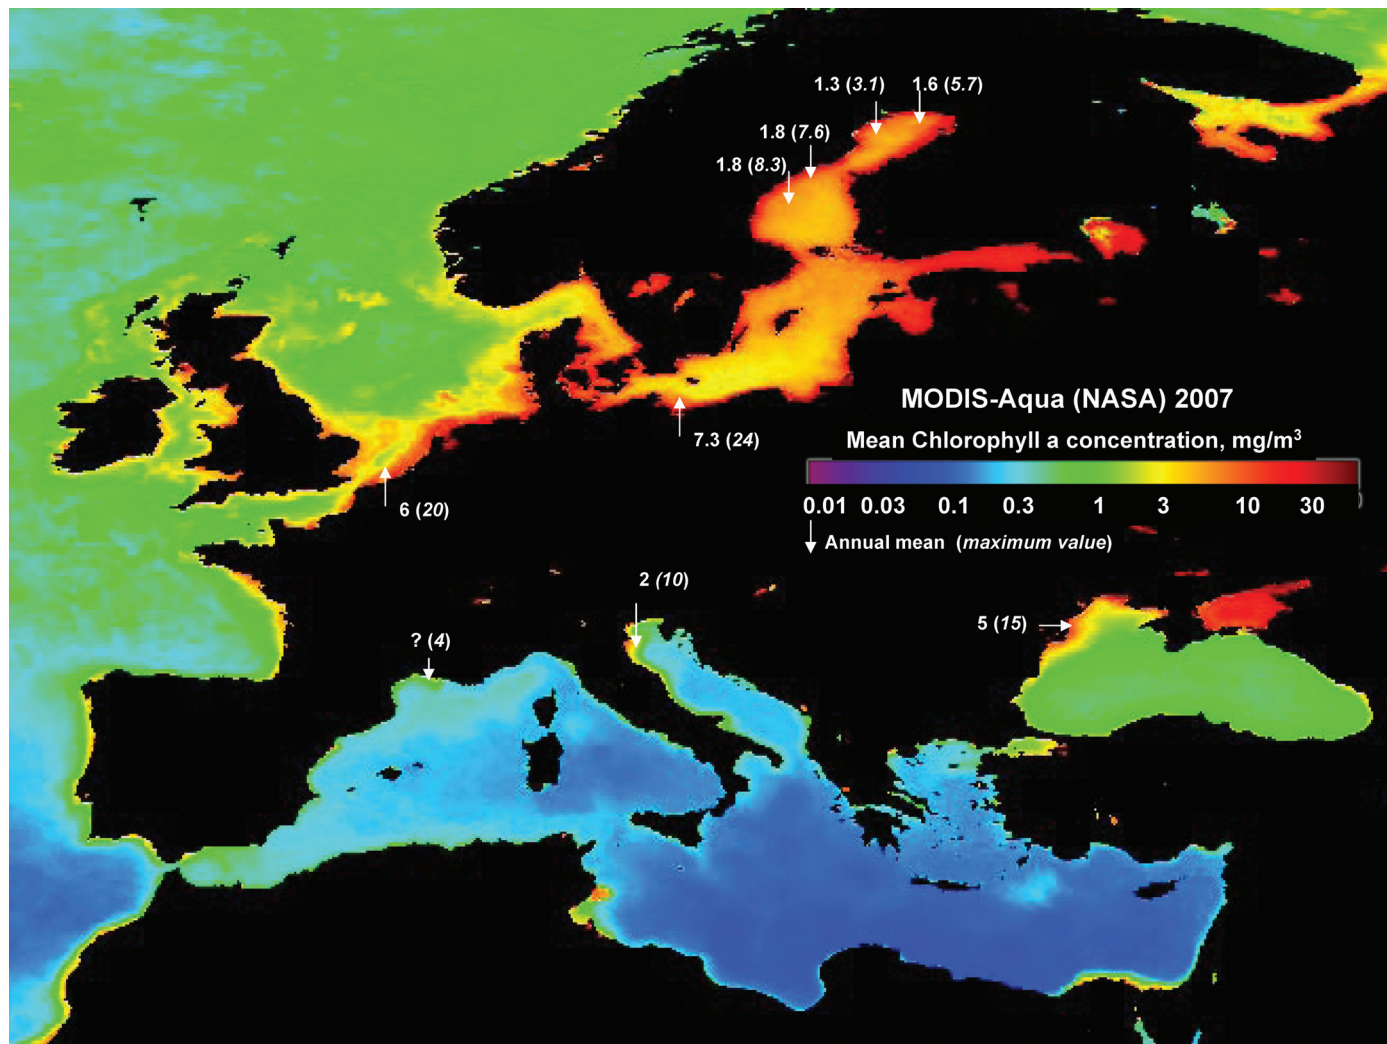 1.3 (3.1)
1.6 (5.7)
1.8 (7.6)
1.8 (8.3)
MODIS-Aqua (NASA) 2007
7.3 (24)
Mean Chlorophyll a concentration, mg/m³
6 (20)
0.01 0.03 0.1 0.3 1 3 10 30
Annual mean (maximum value)
2 (10)
5 (15)
? (4)